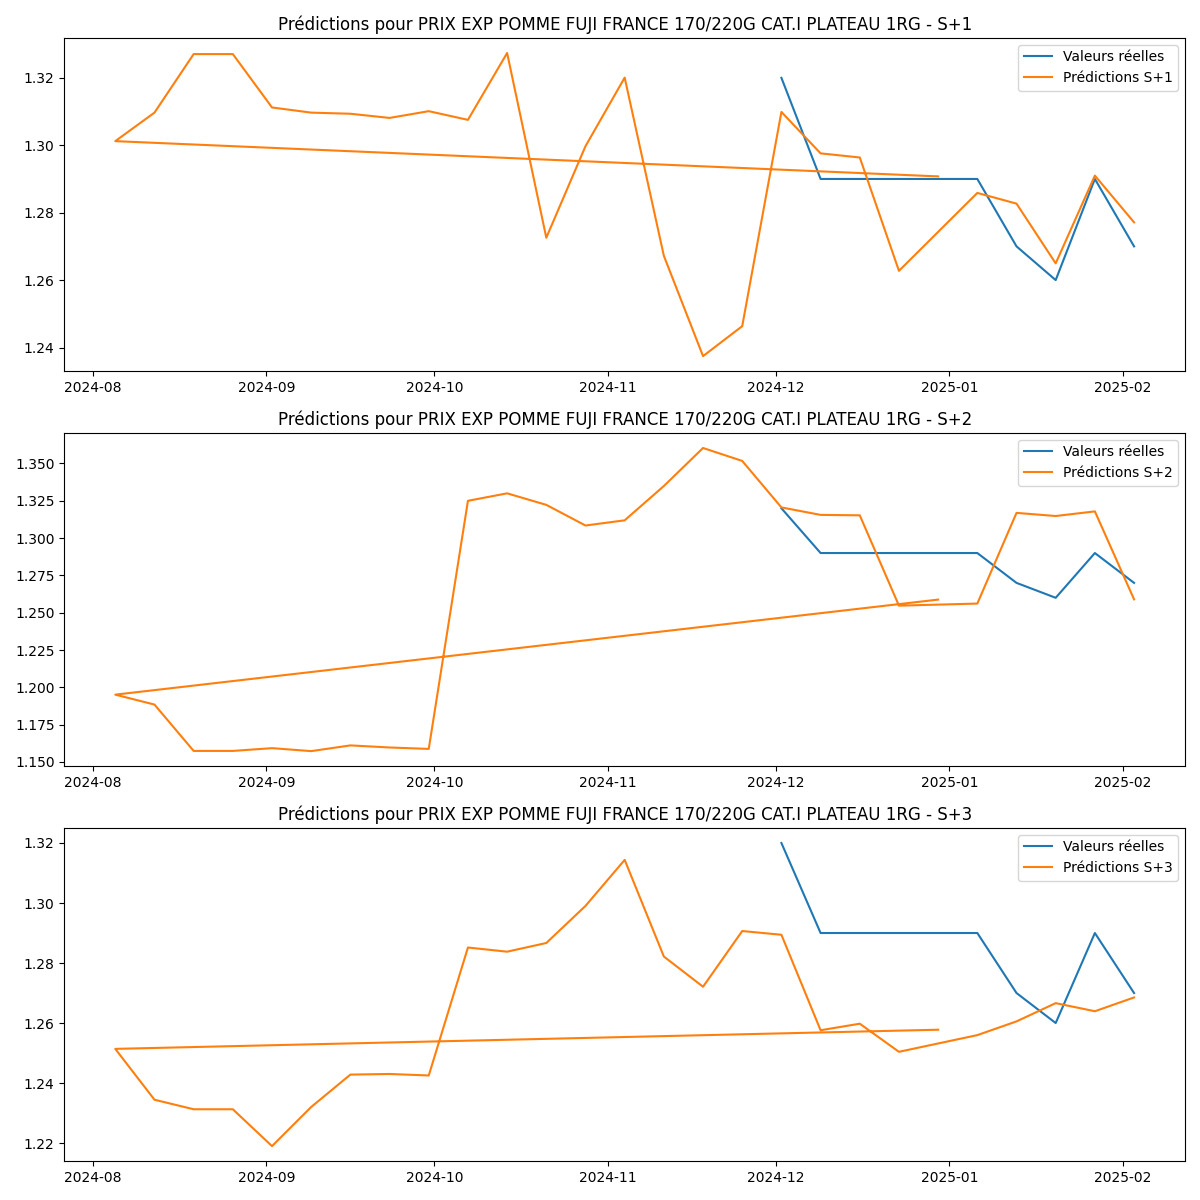 Prédictions pour PRIX EXP POMME FUJI FRANCE 170/220G CAT.I PLATEAU 1RG - S+1
Valeurs réelles
Prédictions S+1
1.32
1.30
1.28
1.26
1.24
2024-08 2024-09 2024-10 2024-11 2024-12 2025-01 2025-02
Prédictions pour PRIX EXP POMME FUJI FRANCE 170/220G CAT.I PLATEAU 1RG - S+2
Valeurs réelles
Prédictions S+2
1.350
1.325
1.300
1.275
1.250
1.225
1.200
1.175
1.150
2024-08 2024-09 2024-10 2024-11 2024-12 2025-01 2025-02
Prédictions pour PRIX EXP POMME FUJI FRANCE 170/220G CAT.I PLATEAU 1RG - S+3
Valeurs réelles
Prédictions S+3
1.32
1.30
1.28
1.26
1.24
1.22
2024-08 2024-09 2024-10 2024-11 2024-12 2025-01 2025-02